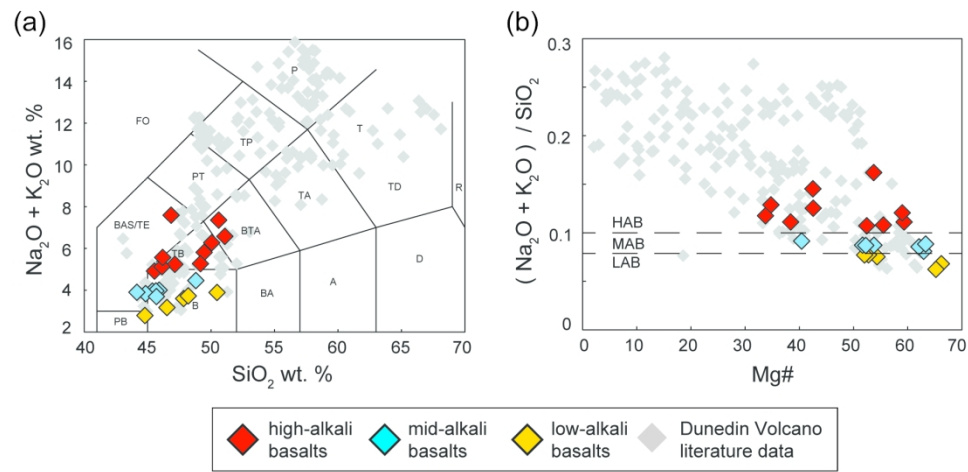 (a)
16
14
12
10
8
6
4
2
Na₂O + K₂O wt. %
40
45
50
55
60
65
70
SiO₂ wt. %
P
FO
TP
T
PT
TA
TD
R
BAS/TE
BTA
TB
D
BA
A
B
PB
(b)
0.3
0.2
0.1
0
( Na₂O + K₂O ) / SiO₂
HAB
MAB
LAB
0
10
20
30
40
50
60
70
Mg#
high-alkali
basalts
mid-alkali
basalts
low-alkali
basalts
Dunedin Volcano
literature data